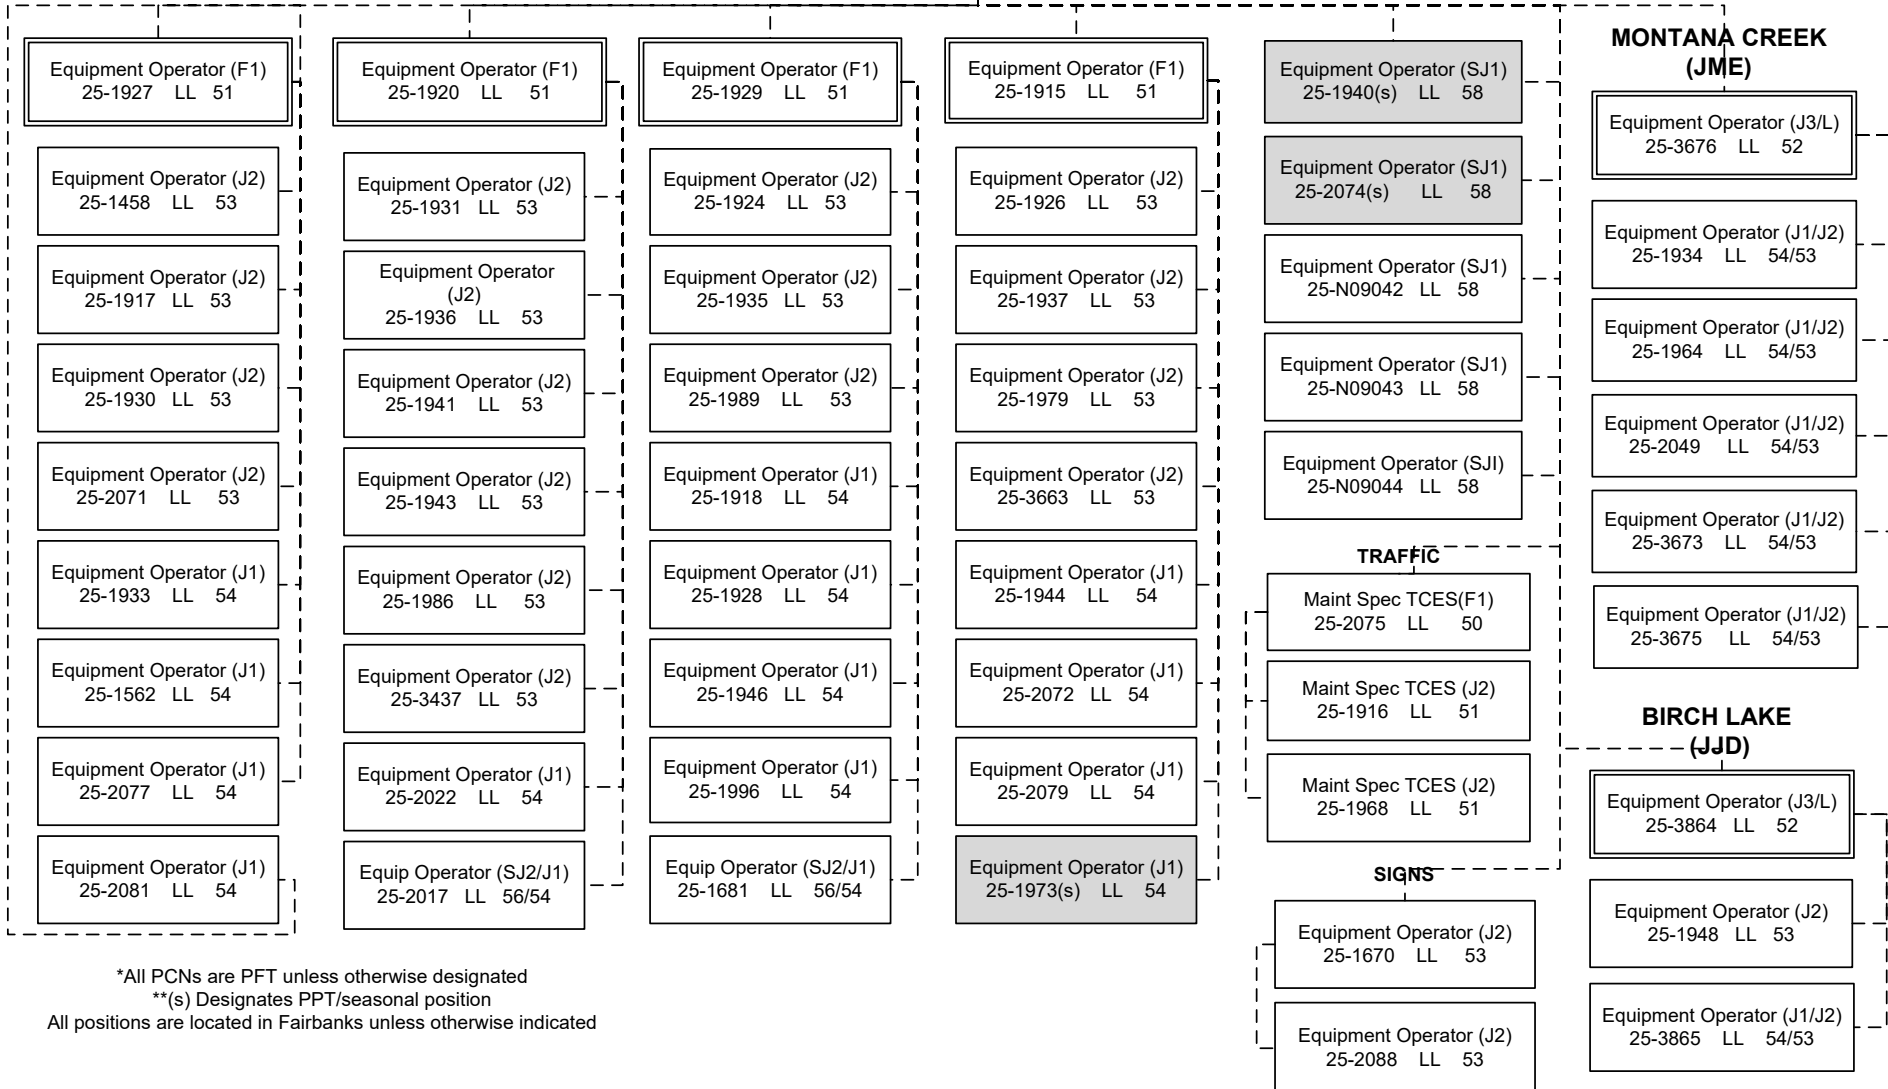 Equipment Operator (F1)
25-1927 LL 51
Equipment Operator (J2)
25-1458 LL 53
Equipment Operator (J2)
25-1917 LL 53
Equipment Operator (J2)
25-1930 LL 53
Equipment Operator (J2)
25-2071 LL 53
Equipment Operator (J1)
25-1933 LL 54
Equipment Operator (J1)
25-1562 LL 54
Equipment Operator (J1)
25-2077 LL 54
Equipment Operator (J1)
25-2081 LL 54
Equipment Operator (F1)
25-1920 LL 51
Equipment Operator (J2)
25-1931 LL 53
Equipment Operator
(J2)
25-1936 LL 53
Equipment Operator (J2)
25-1941 LL 53
Equipment Operator (J2)
25-1943 LL 53
Equipment Operator (J2)
25-1986 LL 53
Equipment Operator (J2)
25-3437 LL 53
Equipment Operator (J1)
25-2022 LL 54
Equip Operator (SJ2/J1)
25-2017 LL 56/54
Equipment Operator (F1)
25-1929 LL 51
Equipment Operator (J2)
25-1924 LL 53
Equipment Operator (J2)
25-1935 LL 53
Equipment Operator (J2)
25-1989 LL 53
Equipment Operator (J1)
25-1918 LL 54
Equipment Operator (J1)
25-1928 LL 54
Equipment Operator (J1)
25-1946 LL 54
Equipment Operator (J1)
25-1996 LL 54
Equip Operator (SJ2/J1)
25-1681 LL 56/54
Equipment Operator (F1)
25-1915 LL 51
Equipment Operator (J2)
25-1926 LL 53
Equipment Operator (J2)
25-1937 LL 53
Equipment Operator (J2)
25-1979 LL 53
Equipment Operator (J2)
25-3663 LL 53
Equipment Operator (J1)
25-1944 LL 54
Equipment Operator (J1)
25-2072 LL 54
Equipment Operator (J1)
25-2079 LL 54
Equipment Operator (J1)
25-1973(s) LL 54
Equipment Operator (SJ1)
25-1940(s) LL 58
Equipment Operator (SJ1)
25-2074(s) LL 58
Equipment Operator (SJ1)
25-N09042 LL 58
Equipment Operator (SJ1)
25-N09043 LL 58
Equipment Operator (SJI)
25-N09044 LL 58
TRAFFIC
Maint Spec TCES(F1)
25-2075 LL 50
Maint Spec TCES (J2)
25-1916 LL 51
Maint Spec TCES (J2)
25-1968 LL 51
SIGNS
Equipment Operator (J2)
25-1670 LL 53
Equipment Operator (J2)
25-2088 LL 53
MONTANA CREEK
(JME)
Equipment Operator (J3/L)
25-3676 LL 52
Equipment Operator (J1/J2)
25-1934 LL 54/53
Equipment Operator (J1/J2)
25-1964 LL 54/53
Equipment Operator (J1/J2)
25-2049 LL 54/53
Equipment Operator (J1/J2)
25-3673 LL 54/53
Equipment Operator (J1/J2)
25-3675 LL 54/53
BIRCH LAKE
(JJD)
Equipment Operator (J3/L)
25-3864 LL 52
Equipment Operator (J2)
25-1948 LL 53
Equipment Operator (J1/J2)
25-3865 LL 54/53
*All PCNs are PFT unless otherwise designated
**(s) Designates PPT/seasonal position
All positions are located in Fairbanks unless otherwise indicated